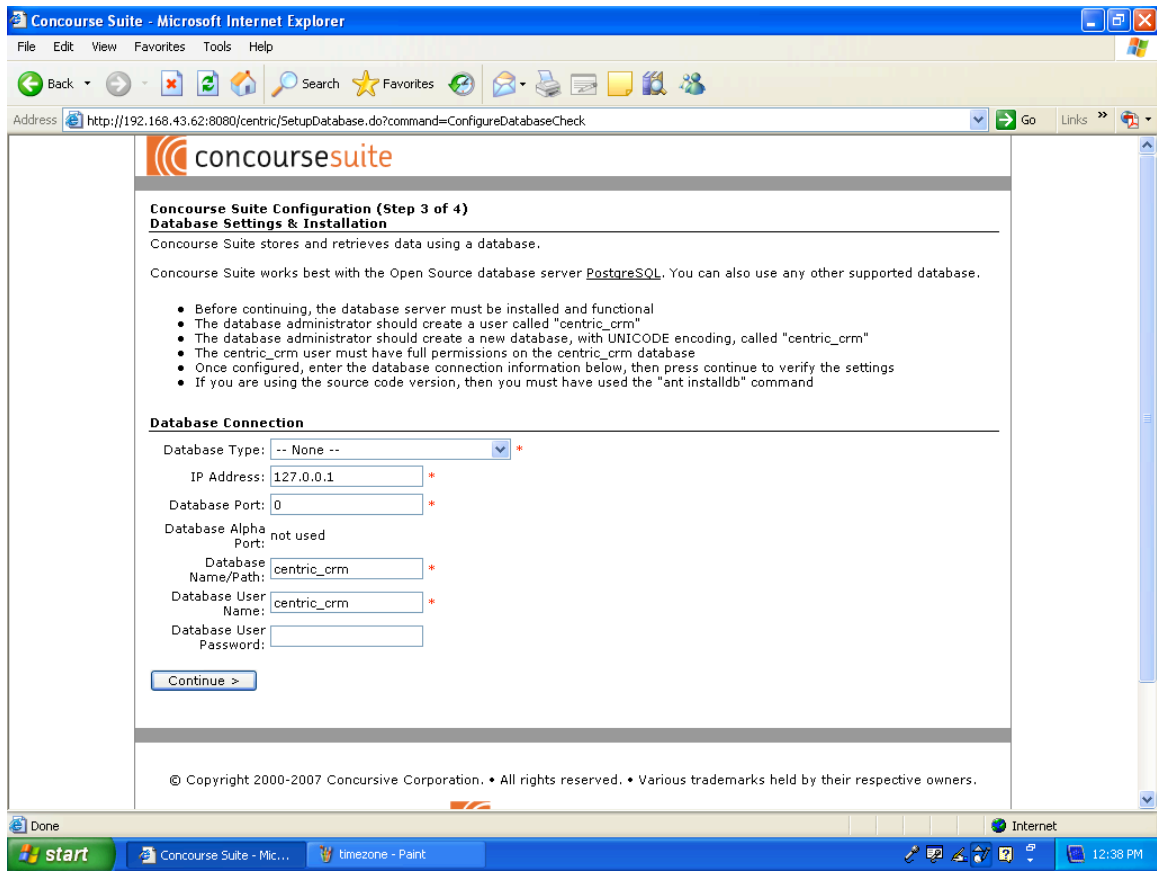 Concourse Suite - Microsoft Internet Explorer
File Edit View Favorites Tools Help
Back Search Favorites
Address http://192.168.43.62:8080/centric/SetupDatabase.do?command=ConfigureDatabaseCheck Go Links »
concoursesuite
Concourse Suite Configuration (Step 3 of 4)
Database Settings & Installation
Concourse Suite stores and retrieves data using a database.
Concourse Suite works best with the Open Source database server PostgreSQL. You can also use any other supported database.
• Before continuing, the database server must be installed and functional
• The database administrator should create a user called "centric_crm"
• The database administrator should create a new database, with UNICODE encoding, called "centric_crm"
• The centric_crm user must have full permissions on the centric_crm database
• Once configured, enter the database connection information below, then press continue to verify the settings
• If you are using the source code version, then you must have used the "ant installdb" command
Database Connection
Database Type: -- None -- *
IP Address: 127.0.0.1 *
Database Port: 0 *
Database Alpha
Port: not used
Database
Name/Path: centric_crm *
Database User
Name: centric_crm *
Database User
Password:
Continue >
© Copyright 2000-2007 Concursive Corporation. • All rights reserved. • Various trademarks held by their respective owners.
Done Internet
start Concourse Suite - Mic... timezone - Paint 12:38 PM